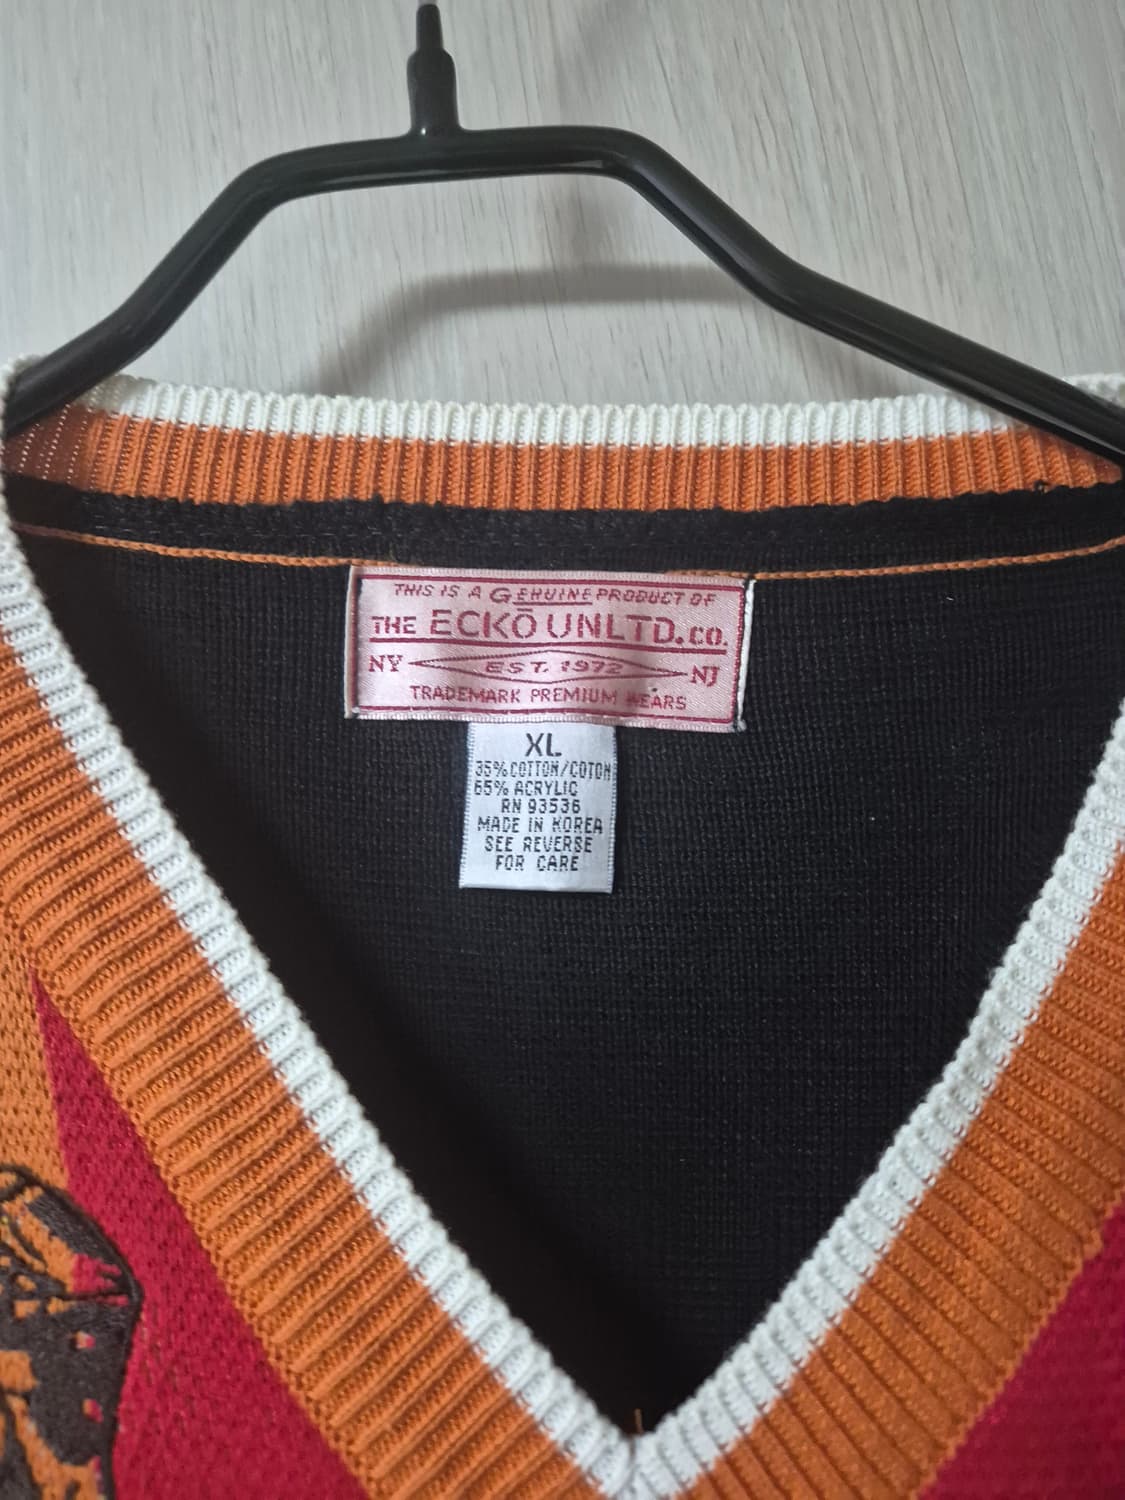 THIS IS A GENUINE PRODUCT OF
THE ECKŌ UNLTD.CO.
NY EST. 1972 NJ
TRADEMARK PREMIUM WEARS
XL
35% COTTON/COTON
65% ACRYLIC
RN 93536
MADE IN KOREA
SEE REVERSE
FOR CARE